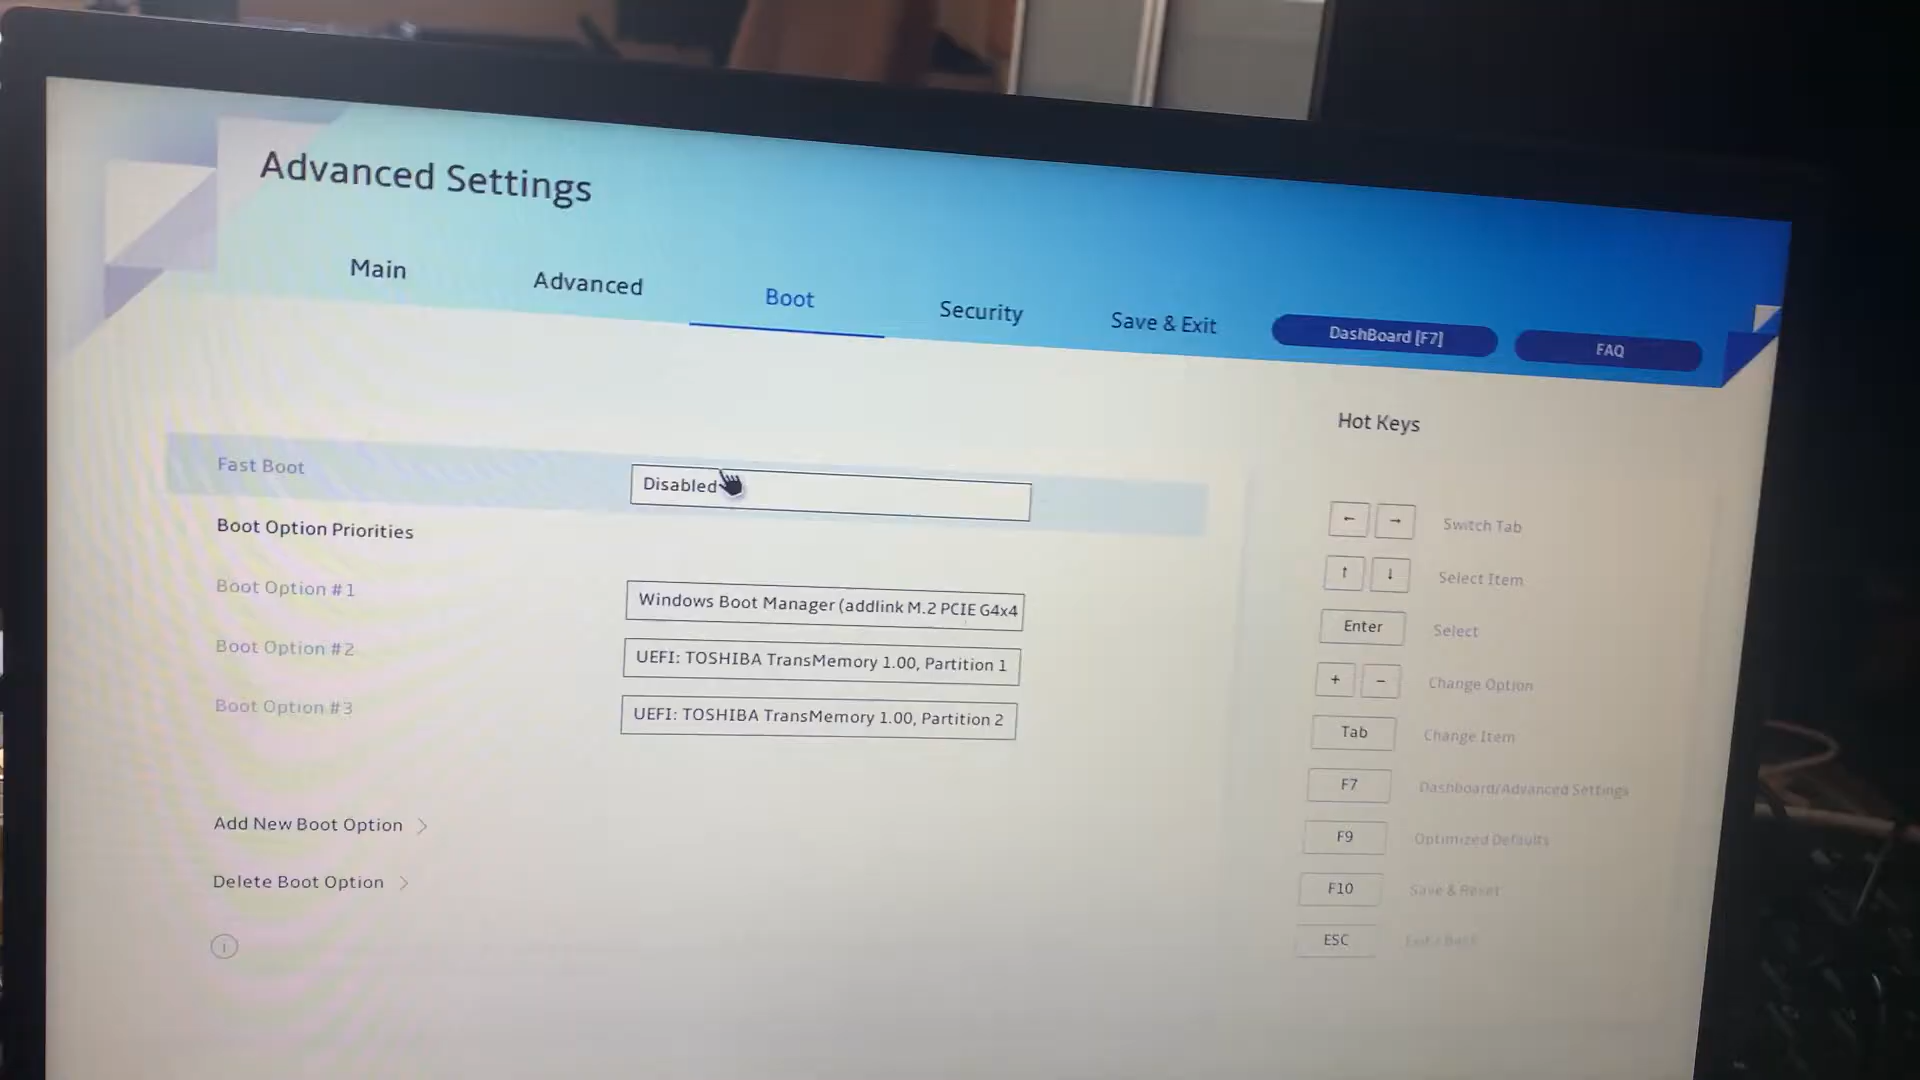 Advanced Settings
Main
Advanced
Boot
Security
Save & Exit
DashBoard [F7]
FAQ
Hot Keys
Fast Boot
Disabled
Boot Option Priorities
Boot Option #1
Windows Boot Manager (addlink M.2 PCIE G4x4
Boot Option #2
UEFI: TOSHIBA TransMemory 1.00, Partition 1
Boot Option #3
UEFI: TOSHIBA TransMemory 1.00, Partition 2
Add New Boot Option >
Delete Boot Option >
i
← → Switch Tab
↑ ↓ Select Item
Enter Select
+ − Change Option
Tab Change Item
F7 Dashboard/Advanced Settings
F9 Optimized Defaults
F10 Save & Reset
ESC